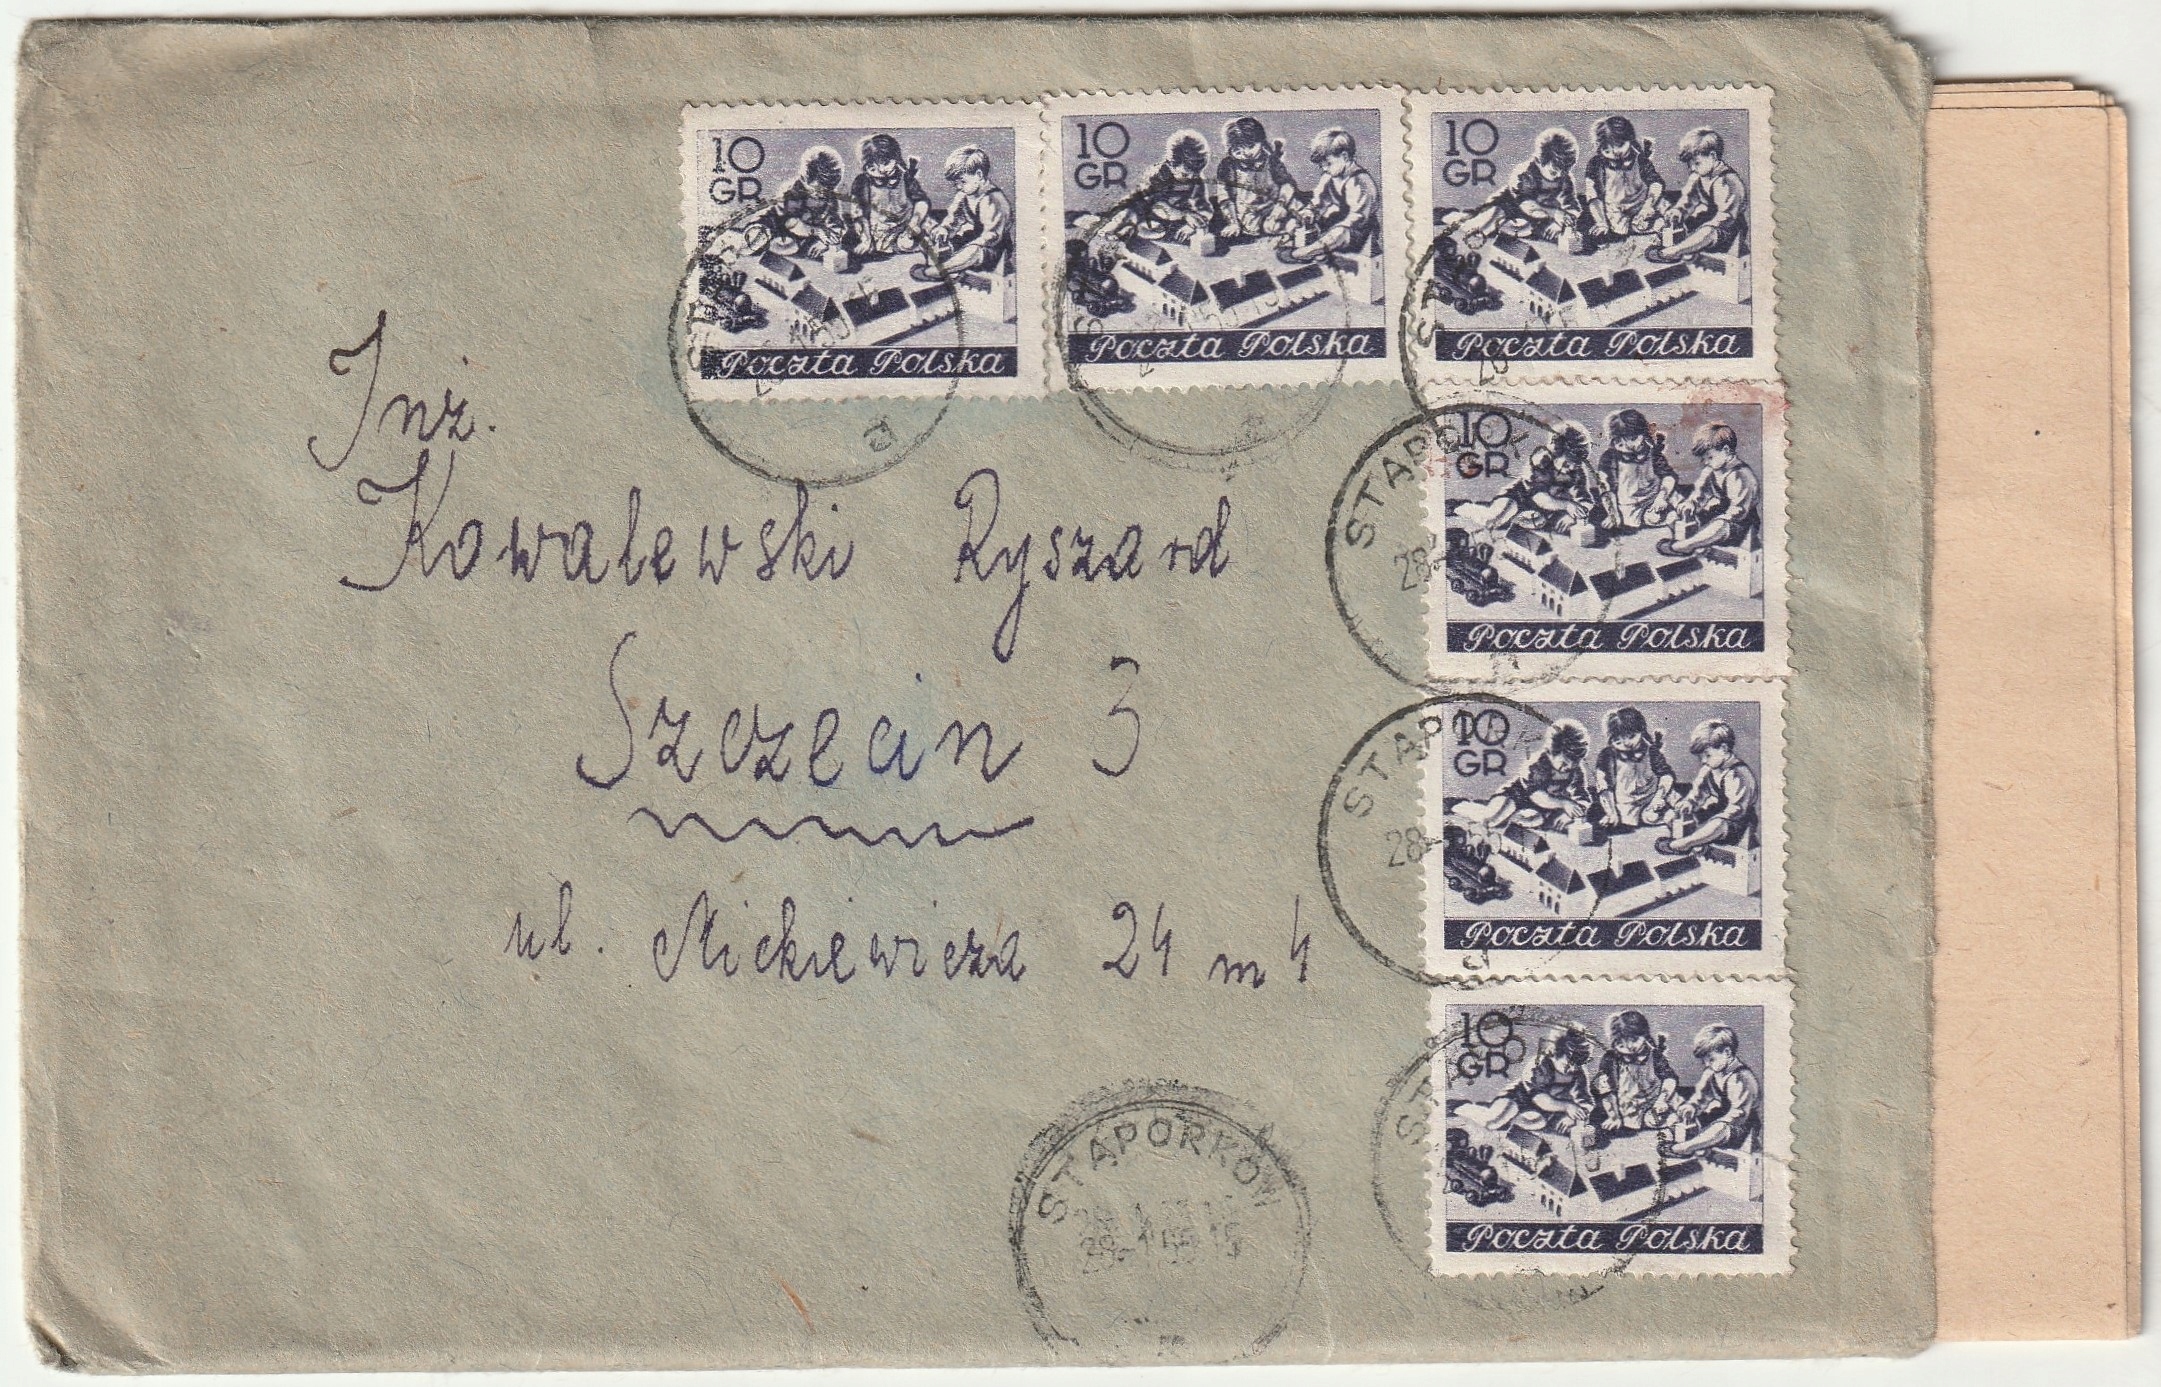 10
GR
Poczta Polska
10
GR
Poczta Polska
10
GR
Poczta Polska
Inż.
Kowalewski Ryszard
Szczecin 3
ul. Mickiewicza 24 m 4
10
GR
Poczta Polska
10
GR
Poczta Polska
10
GR
Poczta Polska
STĄPORKÓW